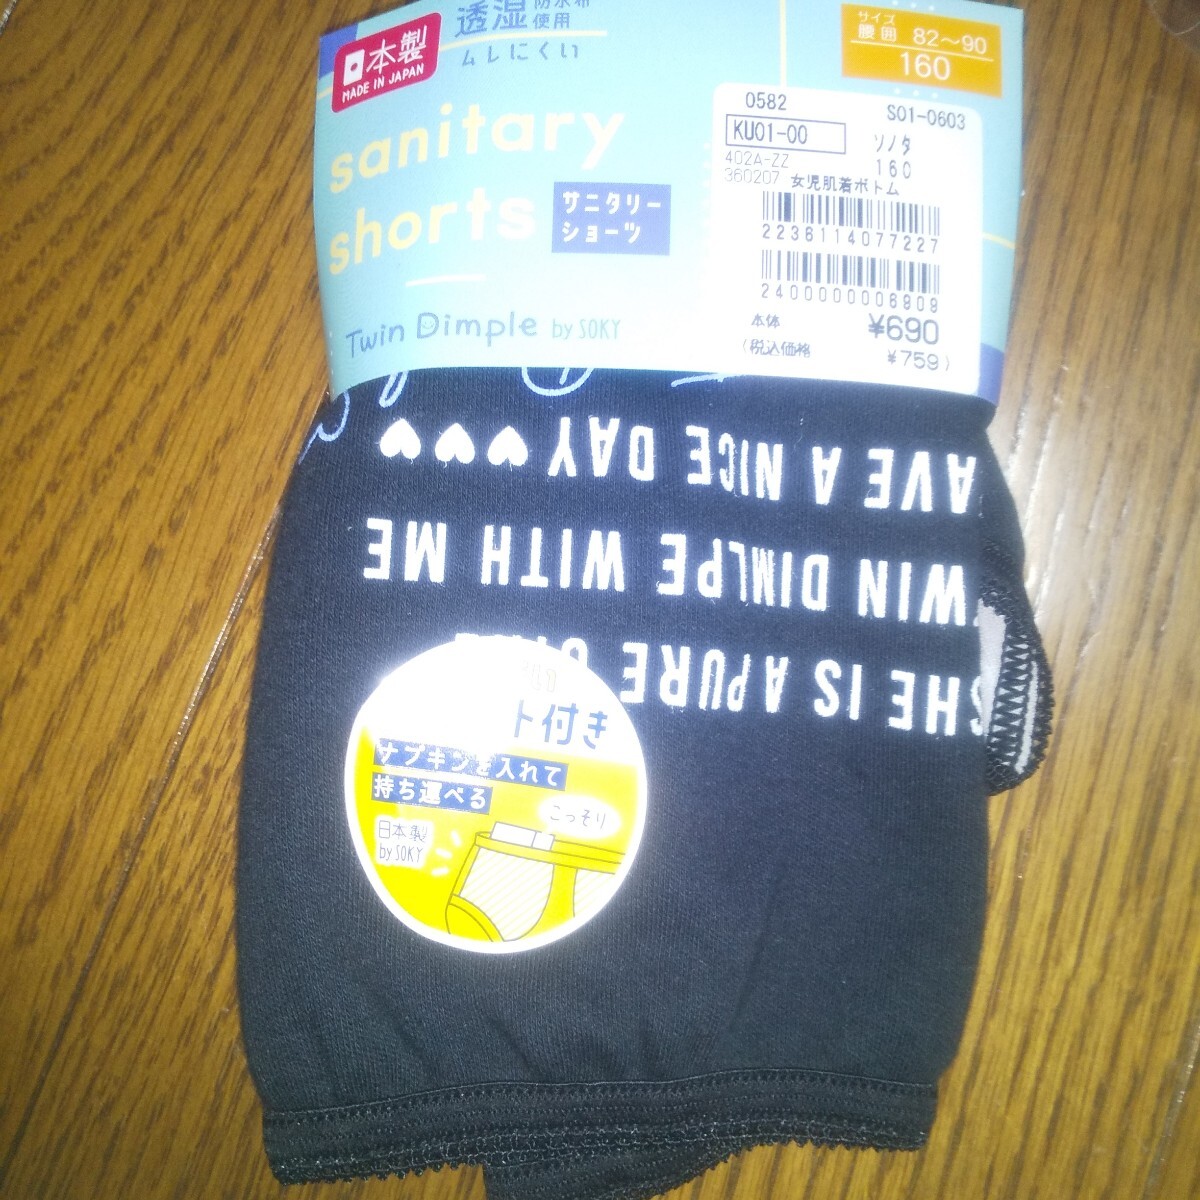 日本製
MADE IN JAPAN
透湿 防水布
使用
ムレにくい
サイズ
腰囲 82~90
160
sanitary
shorts
サニタリー
ショーツ
Twin Dimple by SOKY
0582
S01-0603
KU01-00
ソノタ
402A-ZZ
160
360207 女児肌着ボトム
2236114077227
2400000006909
本体 ¥690
(税込価格 ¥759)
AVE A NICE DAY ♥♥♥
WIN DIMLPE WITH ME
SHE IS A PURE
ト付き
ナプキンを入れて
持ち運べる
こっそり
日本製
by SOKY